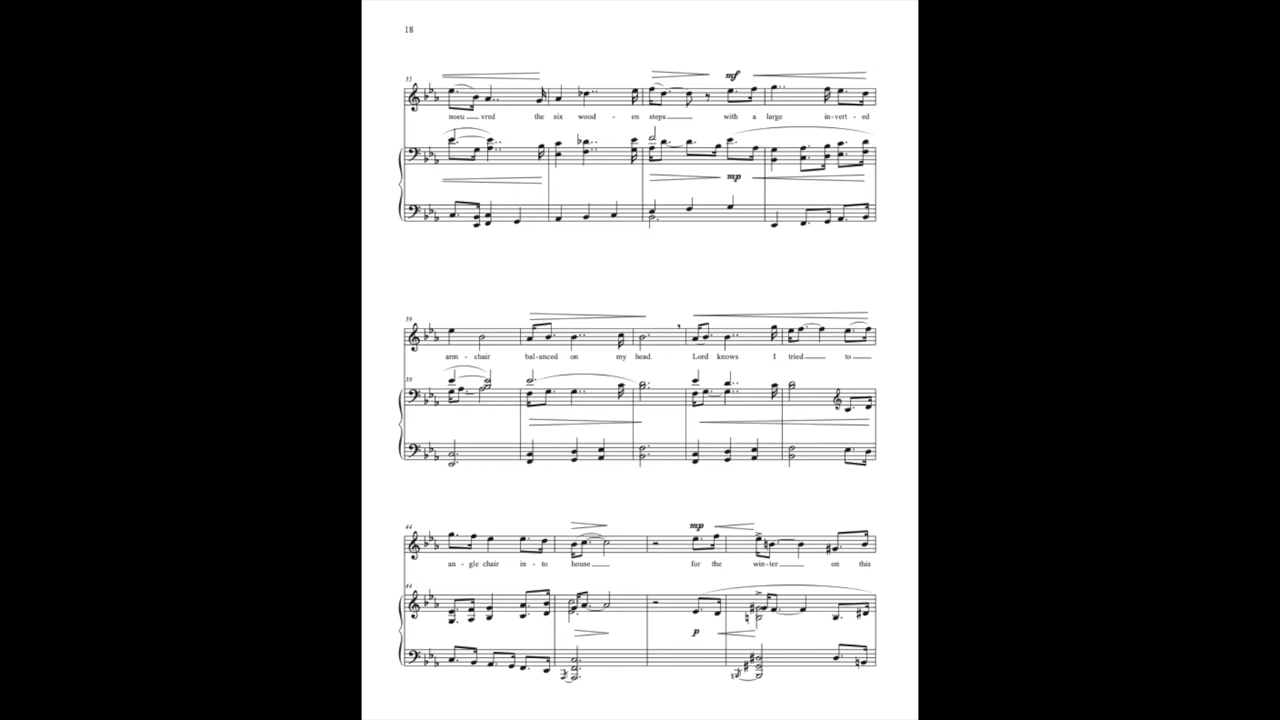 18
35
mf
noeu vred the six wood - en steps with a large in-vert - ed
mp
39
arm - chair bal-anced on my head. Lord knows I tried to
39
44
mp
an - gle chair in - to house for the win-ter on this
44
p